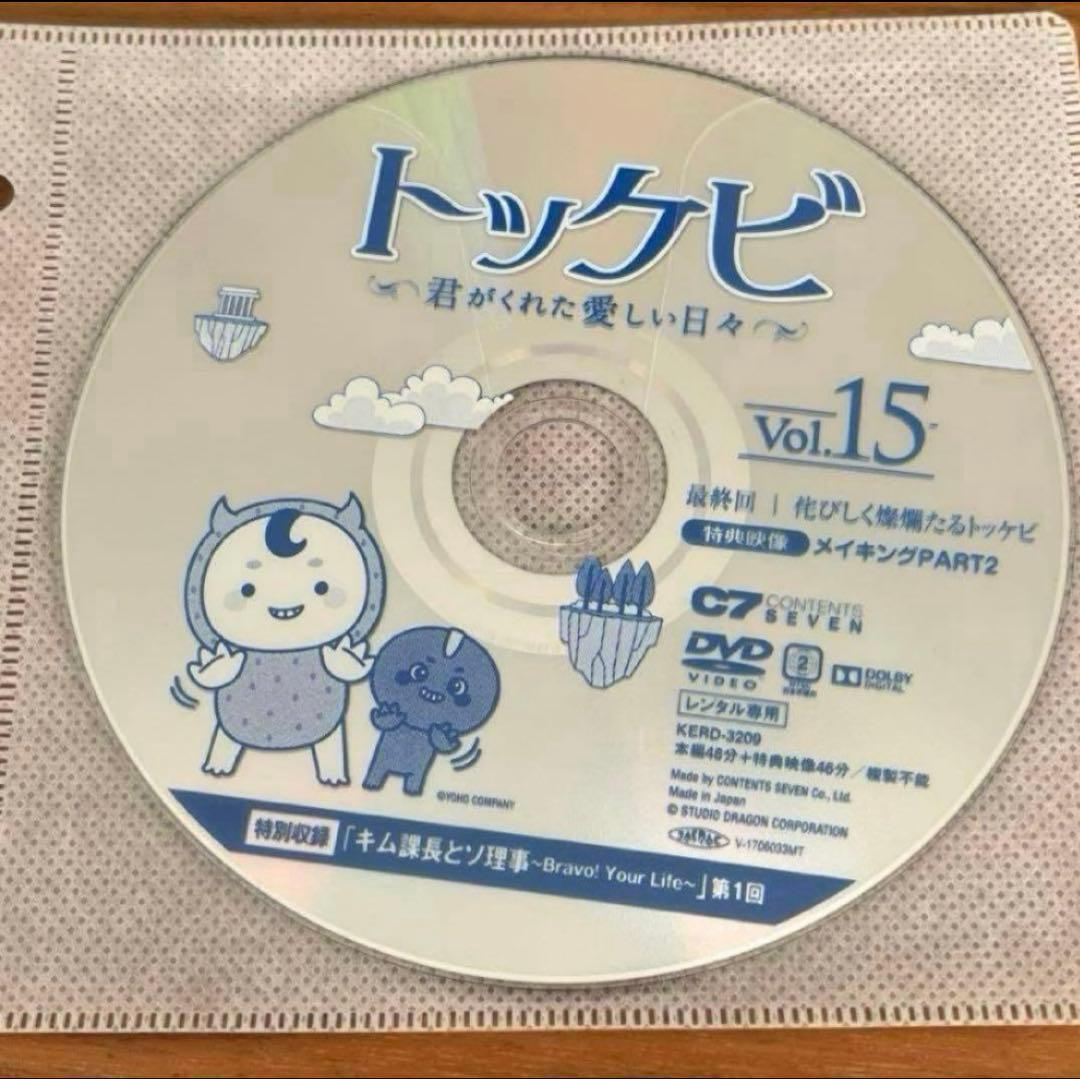 トッケビ
~君がくれた愛しい日々~
Vol.15
最終回 | 侘びしく燦爛たるトッケビ
特典映像 メイキングPART2
C7 CONTENTS SEVEN
DVD VIDEO
2
DOLBY DIGITAL
レンタル専用
KERD-3209
本編48分+特典映像46分/複製不能
Made by CONTENTS SEVEN Co., Ltd.
Made in Japan
© STUDIO DRAGON CORPORATION
V-1706033MT
©YOHO COMPANY
特別収録 「キム課長とソ理事~Bravo! Your Life~」第1回